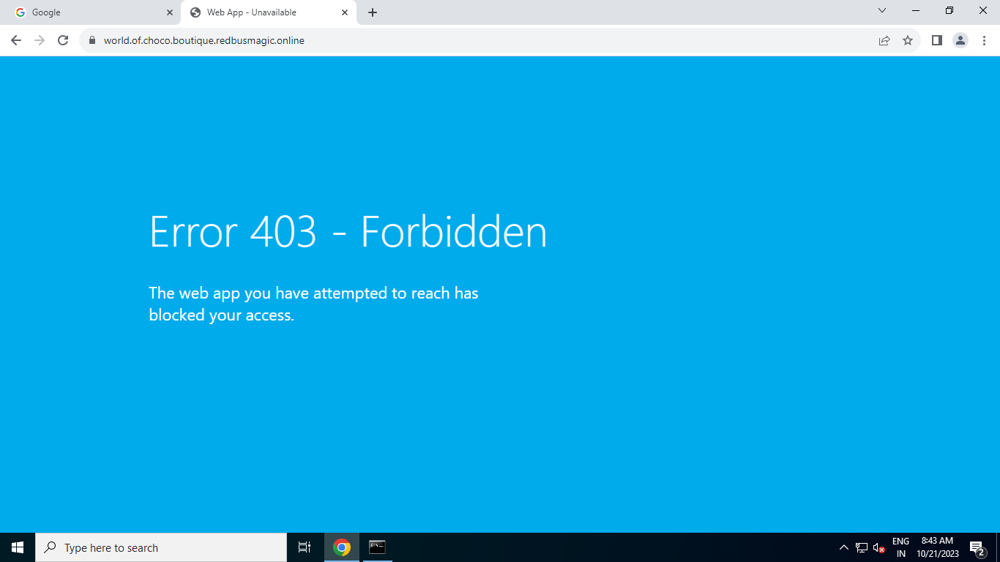 Google
Web App - Unavailable
world.of.choco.boutique.redbusmagic.online
Error 403 - Forbidden
The web app you have attempted to reach has
blocked your access.
Type here to search
ENG
IN
8:43 AM
10/21/2023
2